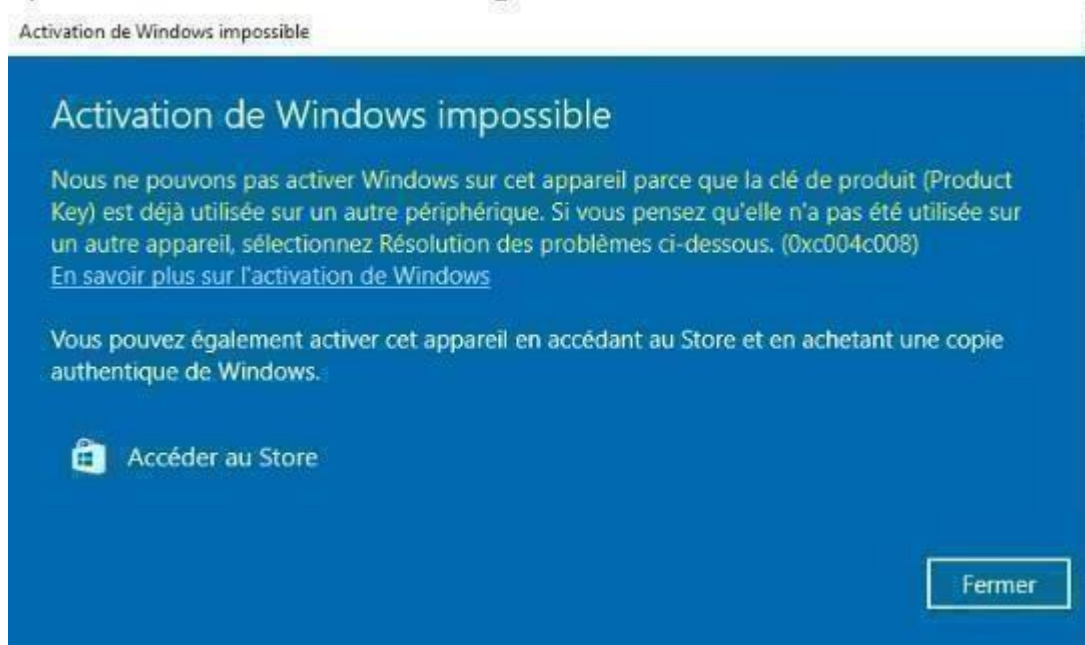 Activation de Windows impossible
Activation de Windows impossible
Nous ne pouvons pas activer Windows sur cet appareil parce que la clé de produit (Product
Key) est déjà utilisée sur un autre périphérique. Si vous pensez qu'elle n'a pas été utilisée sur
un autre appareil, sélectionnez Résolution des problèmes ci-dessous. (0xc004c008)
En savoir plus sur l'activation de Windows
Vous pouvez également activer cet appareil en accédant au Store et en achetant une copie
authentique de Windows.
Accéder au Store
Fermer